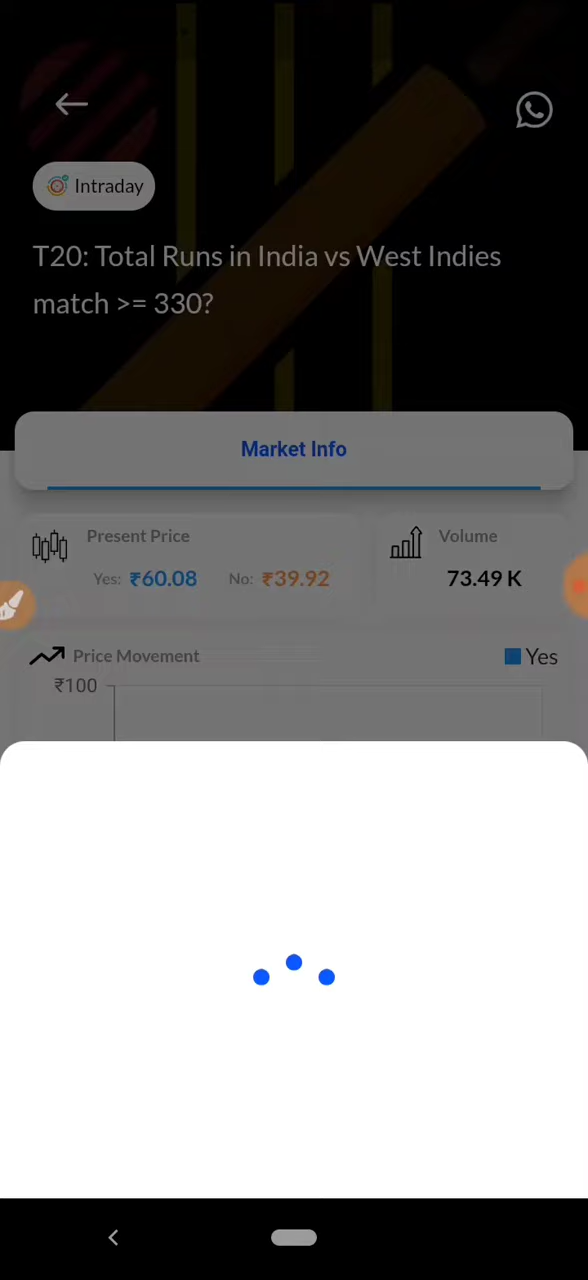 Intraday
T20: Total Runs in India vs West Indies
match >= 330?
Market Info
Present Price
Yes: ₹60.08 No: ₹39.92
Volume
73.49 K
Price Movement
Yes
₹100